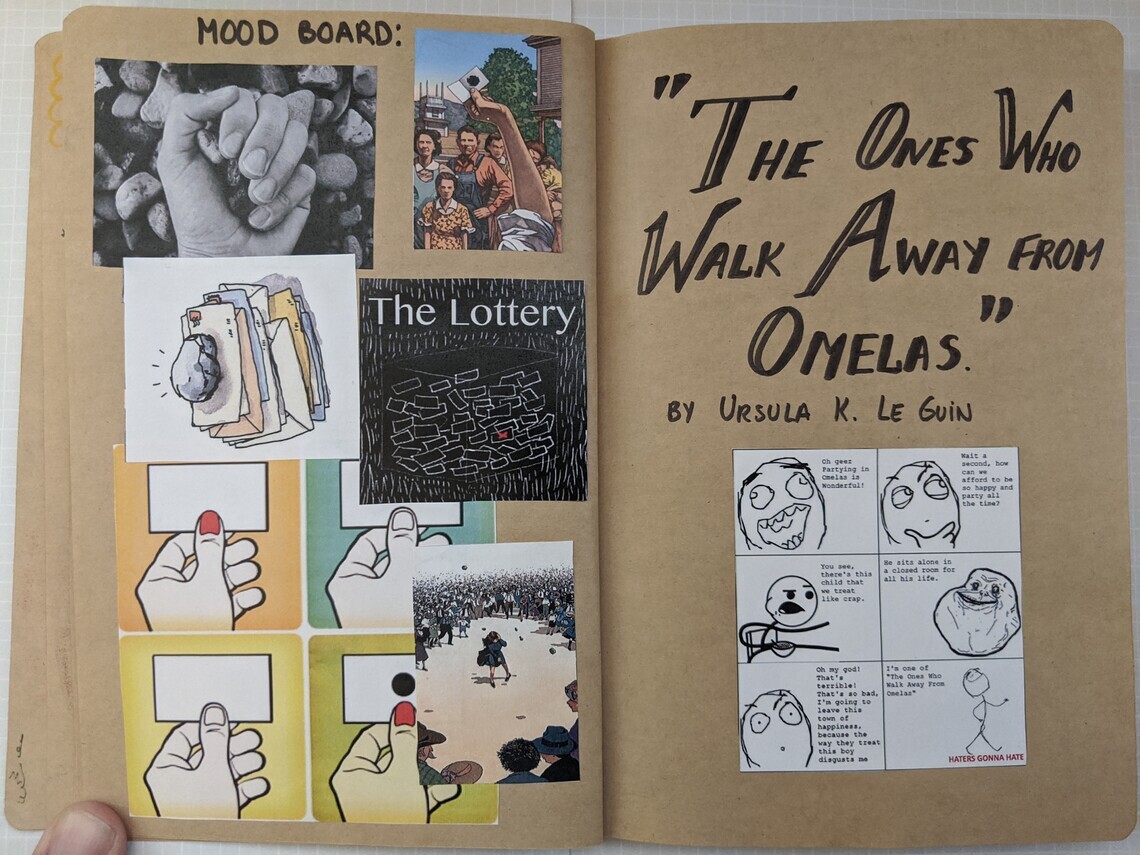 MOOD BOARD:
The Lottery
"THE ONES WHO
WALK AWAY FROM
OMELAS."
BY URSULA K. LE GUIN
Oh geez
Partying in
Omelas is
Wonderful!
Wait a
second, how
can we
afford to be
so happy and
party all
the time?
You see,
there's this
child that
we treat
like crap.
He sits alone in
a closed room for
all his life.
Oh my god!
That's
terrible!
That's so bad,
I'm going to
leave this
town of
happiness,
because the
way they treat
this boy
disgusts me
I'm one of
"The Ones Who
Walk Away From
Omelas"
HATERS GONNA HATE